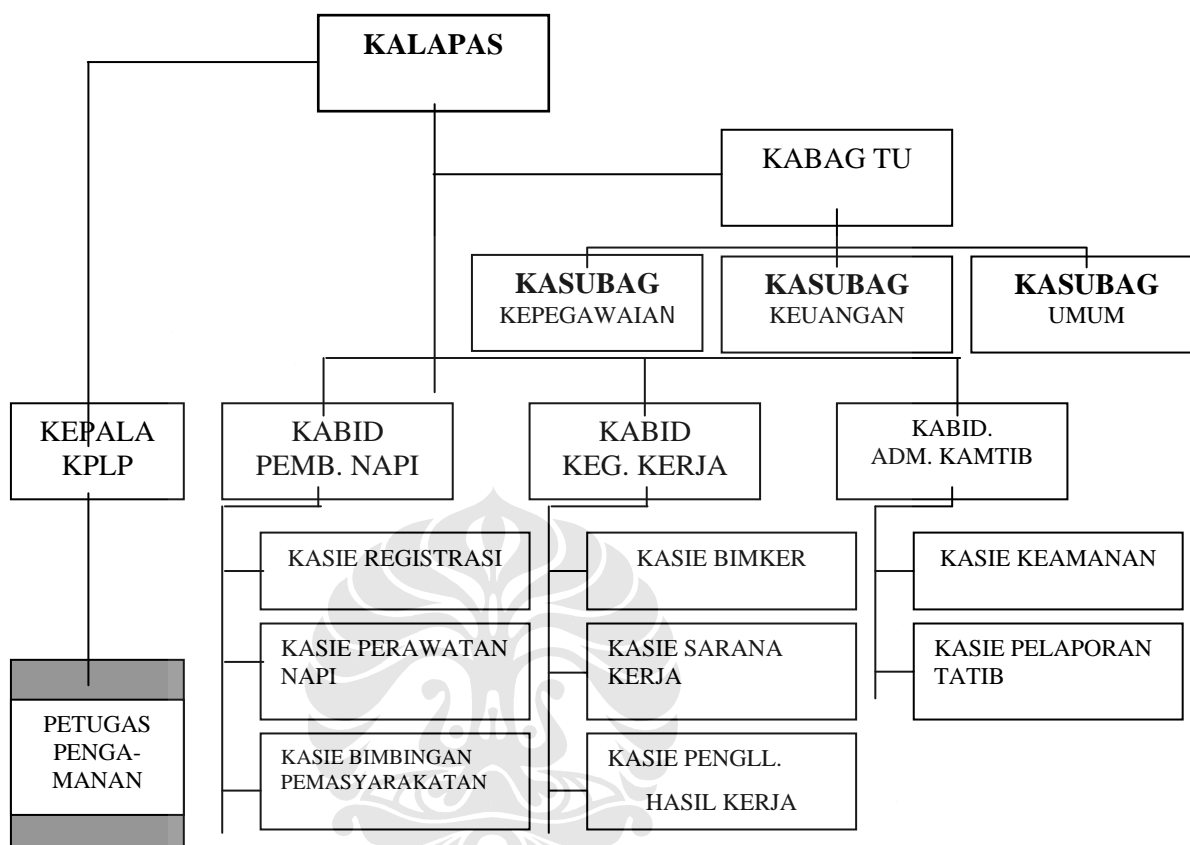 KALAPAS
KABAG TU
KASUBAG
KEPEGAWAIAN
KASUBAG
KEUANGAN
KASUBAG
UMUM
KEPALA
KPLP
KABID
PEMB. NAPI
KABID
KEG. KERJA
KABID.
ADM. KAMTIB
KASIE REGISTRASI
KASIE BIMKER
KASIE KEAMANAN
KASIE PERAWATAN
NAPI
KASIE SARANA
KERJA
KASIE PELAPORAN
TATIB
PETUGAS
PENGA-
MANAN
KASIE BIMBINGAN
PEMASYARAKATAN
KASIE PENGLL.
HASIL KERJA